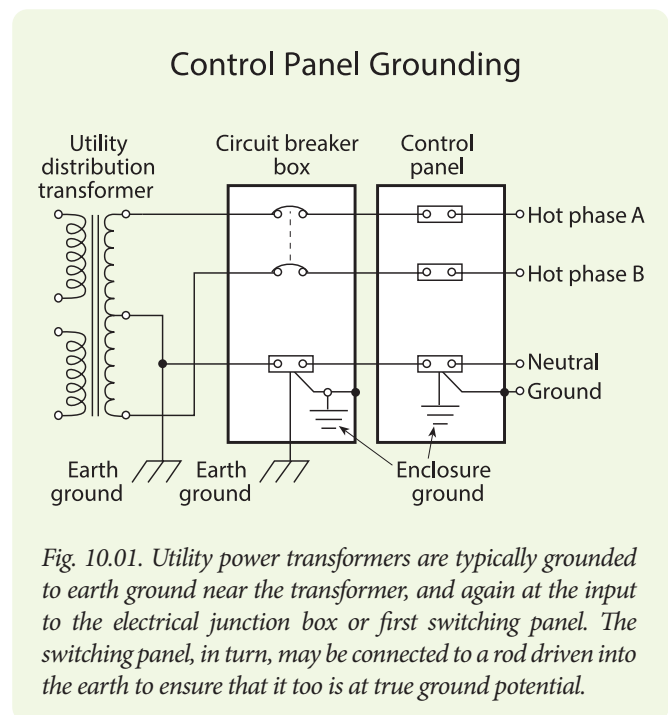 Control Panel Grounding
Utility
distribution
transformer
Circuit breaker
box
Control
panel
Hot phase A
Hot phase B
Neutral
Ground
Earth
ground
Earth
ground
Enclosure
ground
Fig. 10.01. Utility power transformers are typically grounded
to earth ground near the transformer, and again at the input
to the electrical junction box or first switching panel. The
switching panel, in turn, may be connected to a rod driven into
the earth to ensure that it too is at true ground potential.